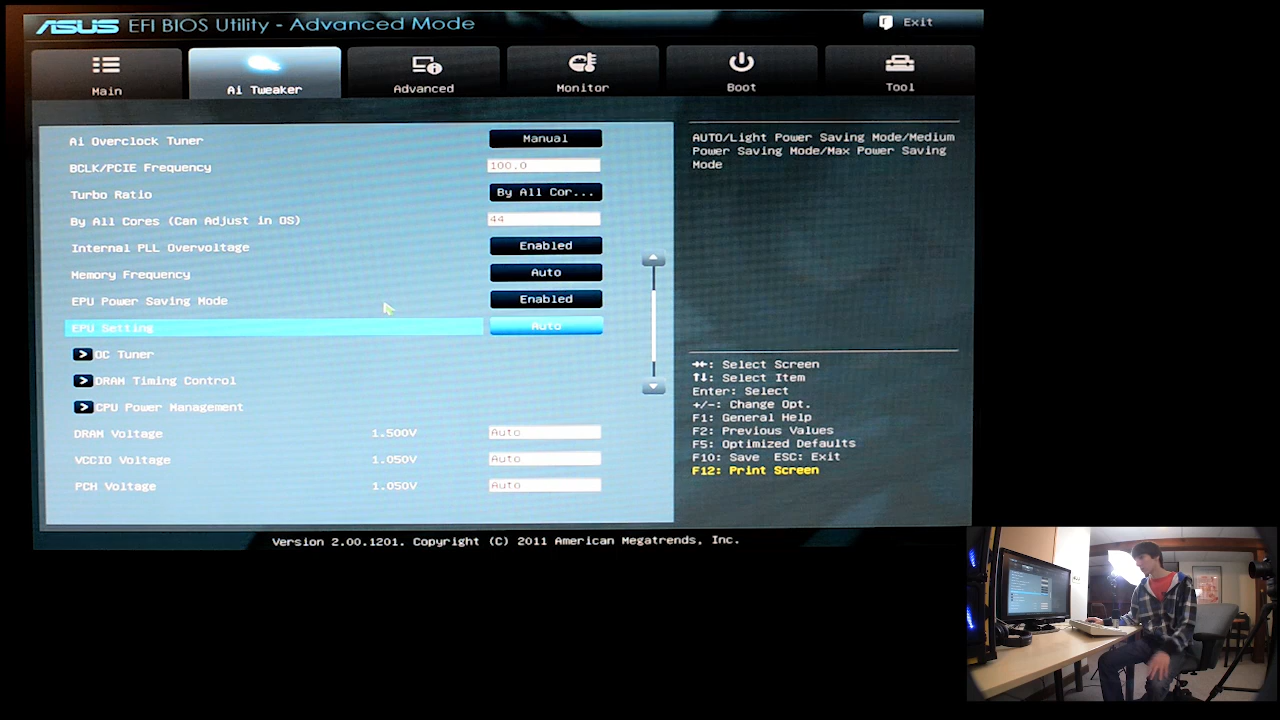 ASUS EFI BIOS Utility - Advanced Mode
Exit
Main
Ai Tweaker
Advanced
Monitor
Boot
Tool
Ai Overclock Tuner Manual
BCLK/PCIE Frequency 100.0
Turbo Ratio By All Cor...
By All Cores (Can Adjust in OS) 44
Internal PLL Overvoltage Enabled
Memory Frequency Auto
EPU Power Saving Mode Enabled
EPU Setting Auto
> OC Tuner
> DRAM Timing Control
> CPU Power Management
DRAM Voltage 1.500V Auto
VCCIO Voltage 1.050V Auto
PCH Voltage 1.050V Auto
AUTO/Light Power Saving Mode/Medium
Power Saving Mode/Max Power Saving
Mode
→←: Select Screen
↑↓: Select Item
Enter: Select
+/-: Change Opt.
F1: General Help
F2: Previous Values
F5: Optimized Defaults
F10: Save ESC: Exit
F12: Print Screen
Version 2.00.1201. Copyright (C) 2011 American Megatrends, Inc.